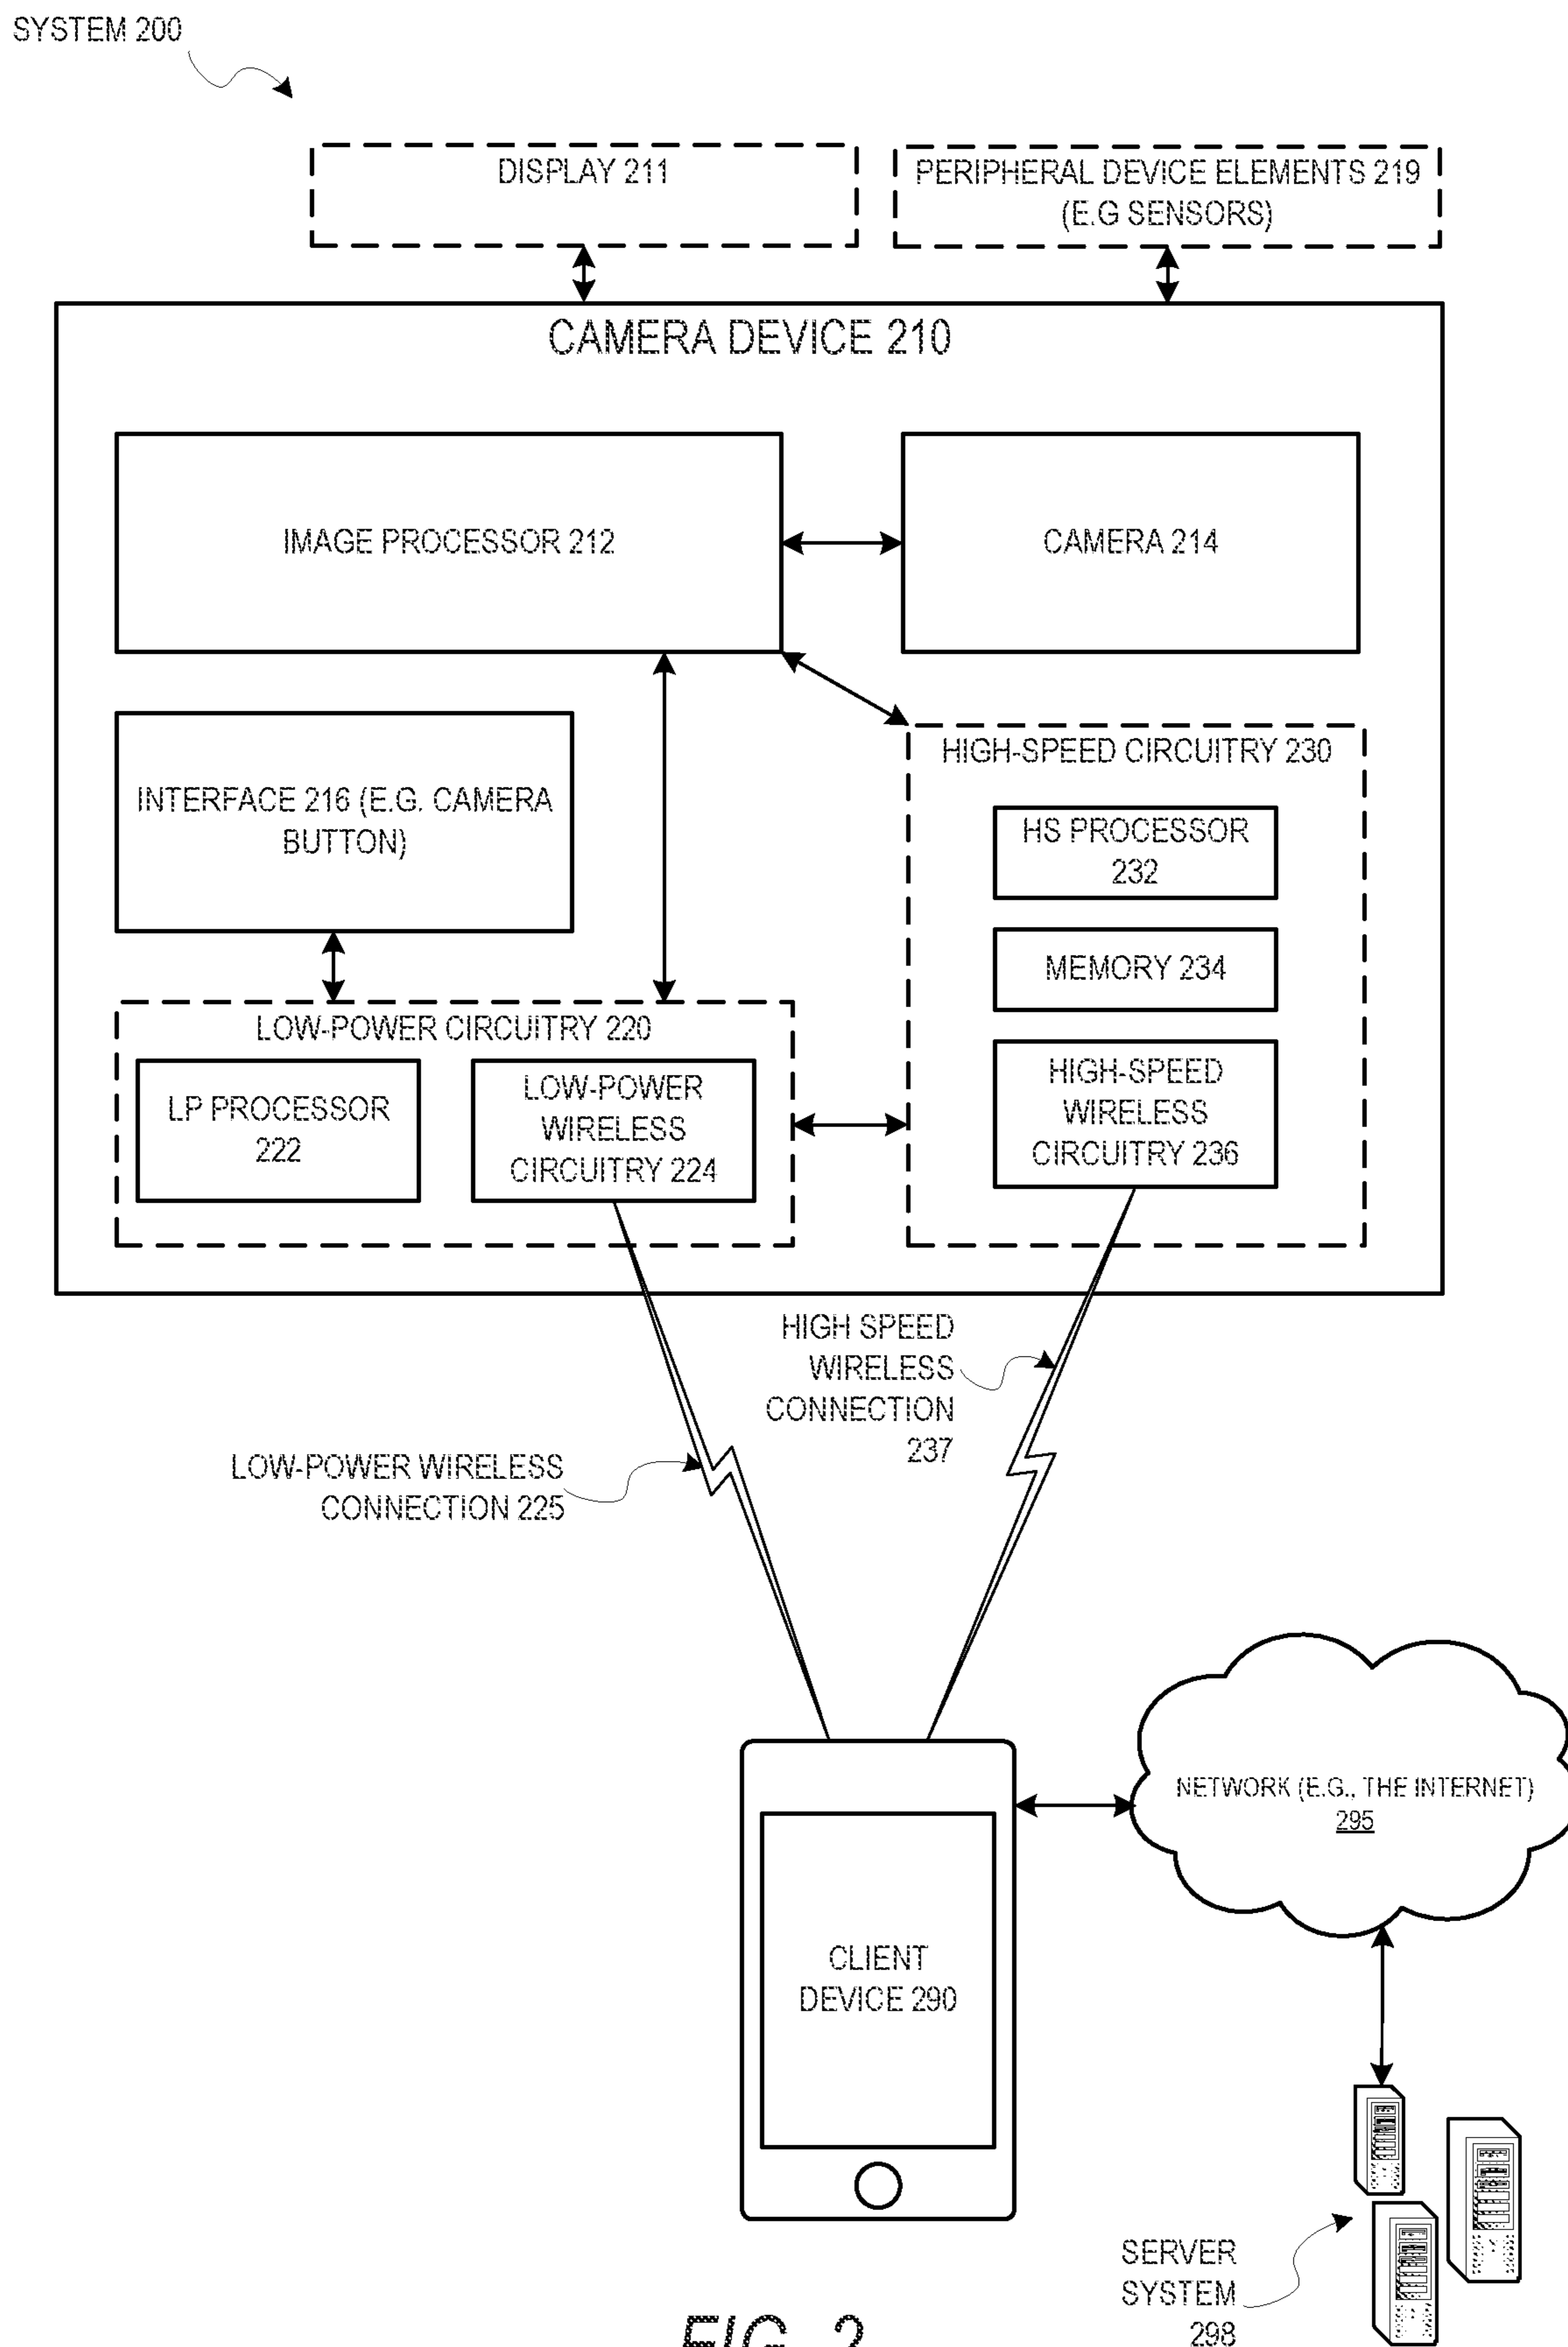 SYSTEM 200
DISPLAY 211
PERIPHERAL DEVICE ELEMENTS 219
(E.G SENSORS)
CAMERA DEVICE 210
IMAGE PROCESSOR 212
CAMERA 214
INTERFACE 216 (E.G. CAMERA
BUTTON)
HIGH-SPEED CIRCUITRY 230
HS PROCESSOR
232
MEMORY 234
HIGH-SPEED
WIRELESS
CIRCUITRY 236
LOW-POWER CIRCUITRY 220
LP PROCESSOR
222
LOW-POWER
WIRELESS
CIRCUITRY 224
HIGH SPEED
WIRELESS
CONNECTION
237
LOW-POWER WIRELESS
CONNECTION 225
NETWORK (E.G., THE INTERNET)
295
CLIENT
DEVICE 290
SERVER
SYSTEM
298
FIG. 2